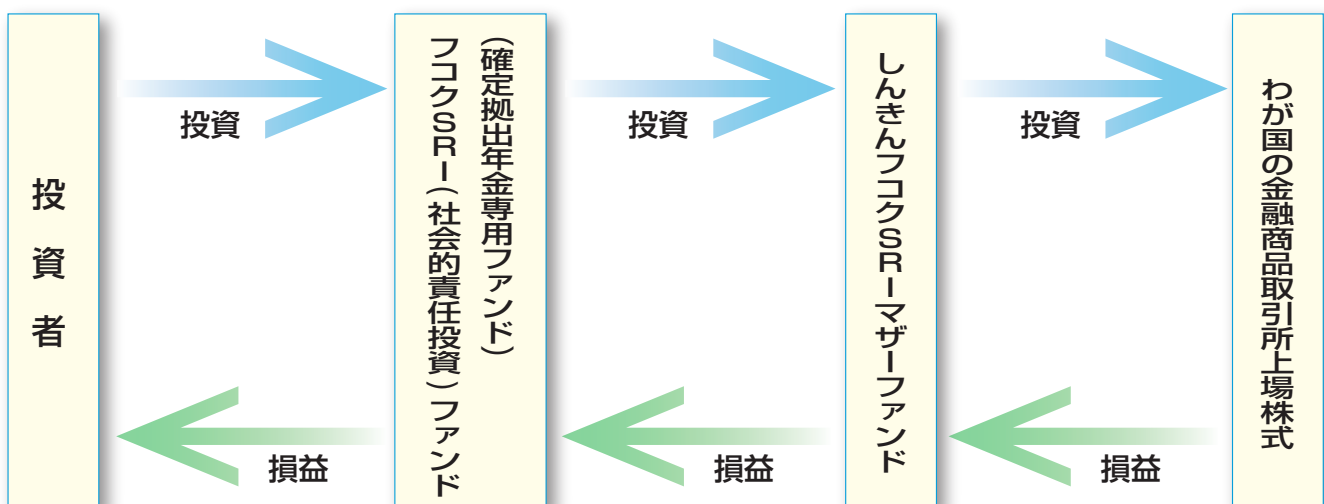 投資者
投資
損益
(確定拠出年金専用ファンド)
フコクSRI(社会的責任投資)ファンド
投資
損益
しんきんフコクSRIマザーファンド
投資
損益
わが国の金融商品取引所上場株式